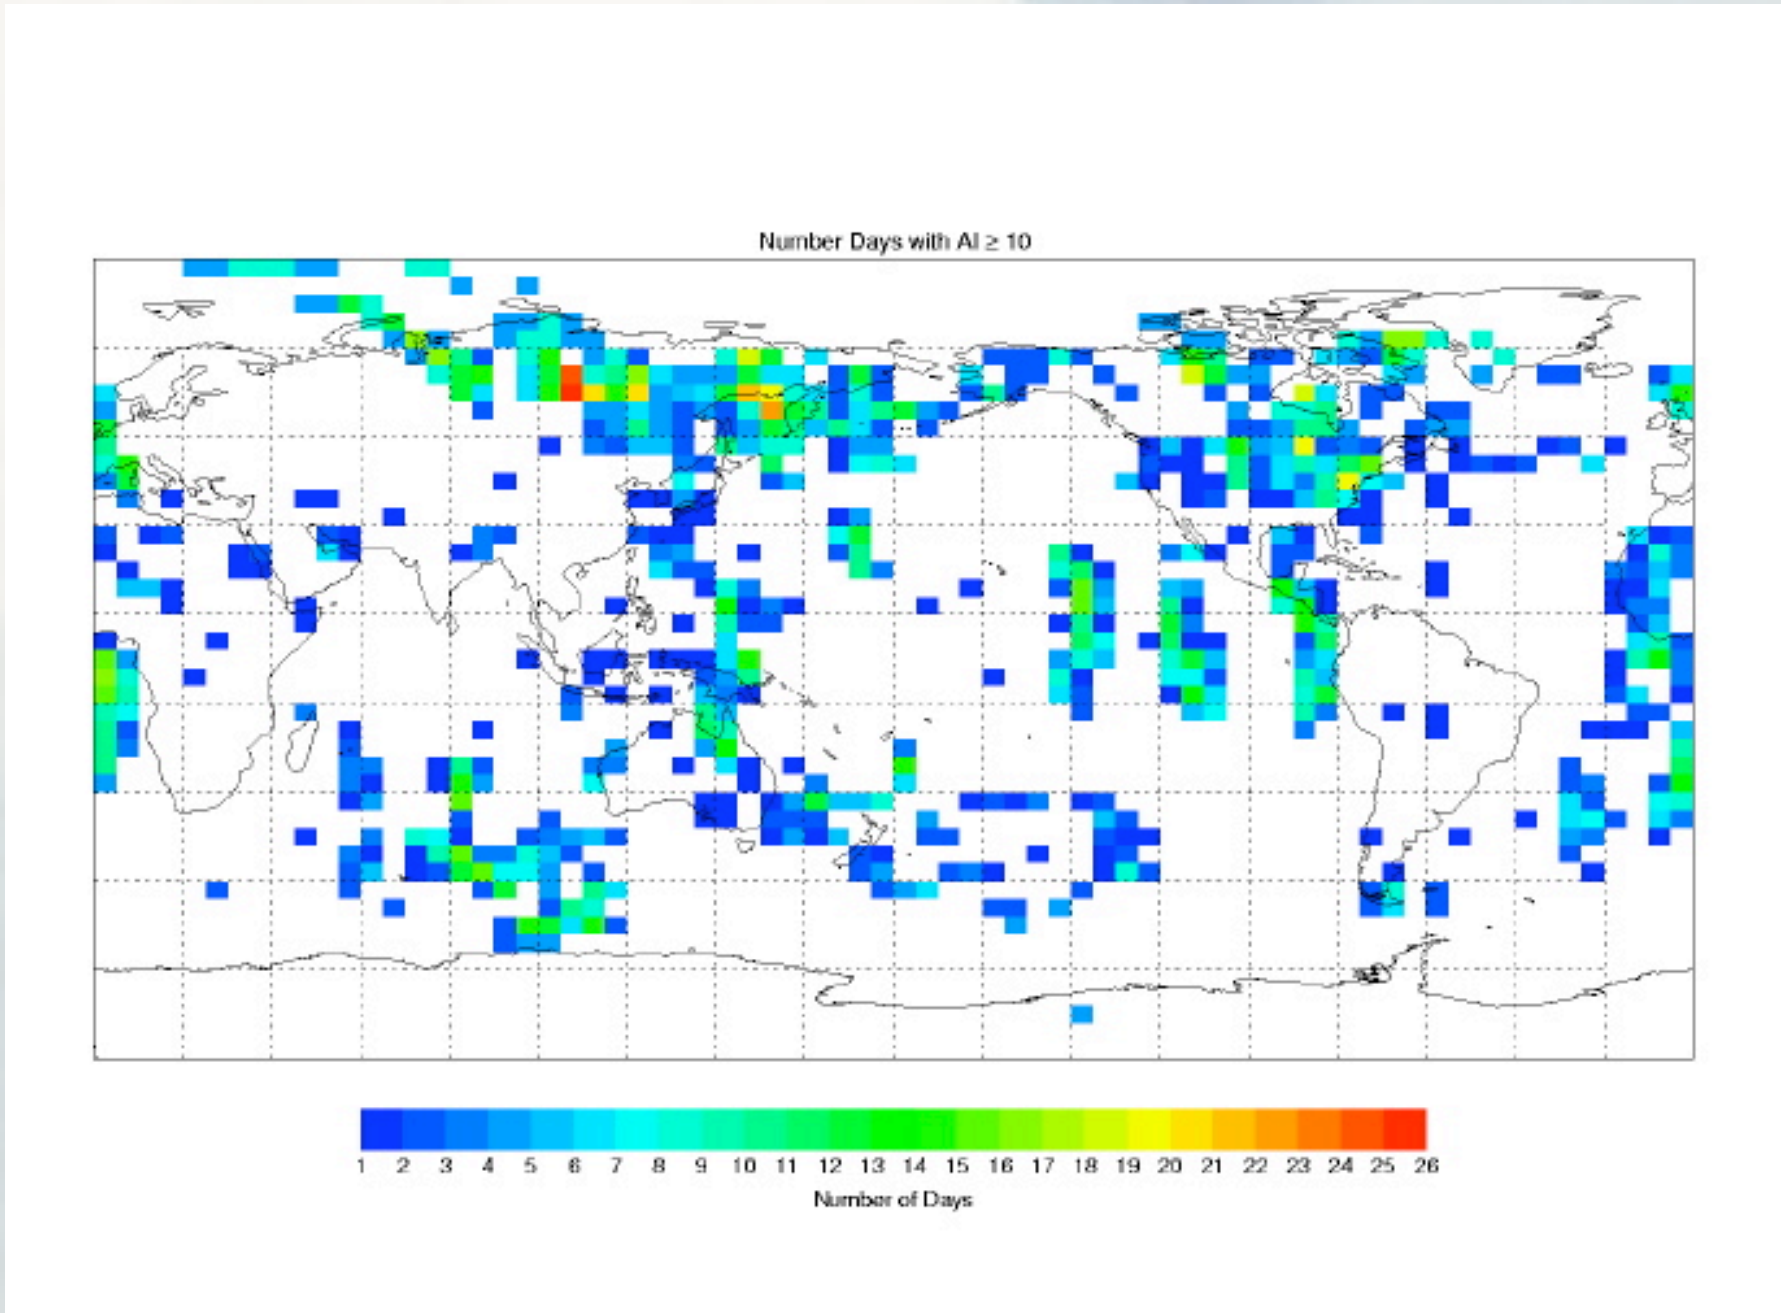 Number Days with AI ≥ 10
1 2 3 4 5 6 7 8 9 10 11 12 13 14 15 16 17 18 19 20 21 22 23 24 25 26
Number of Days